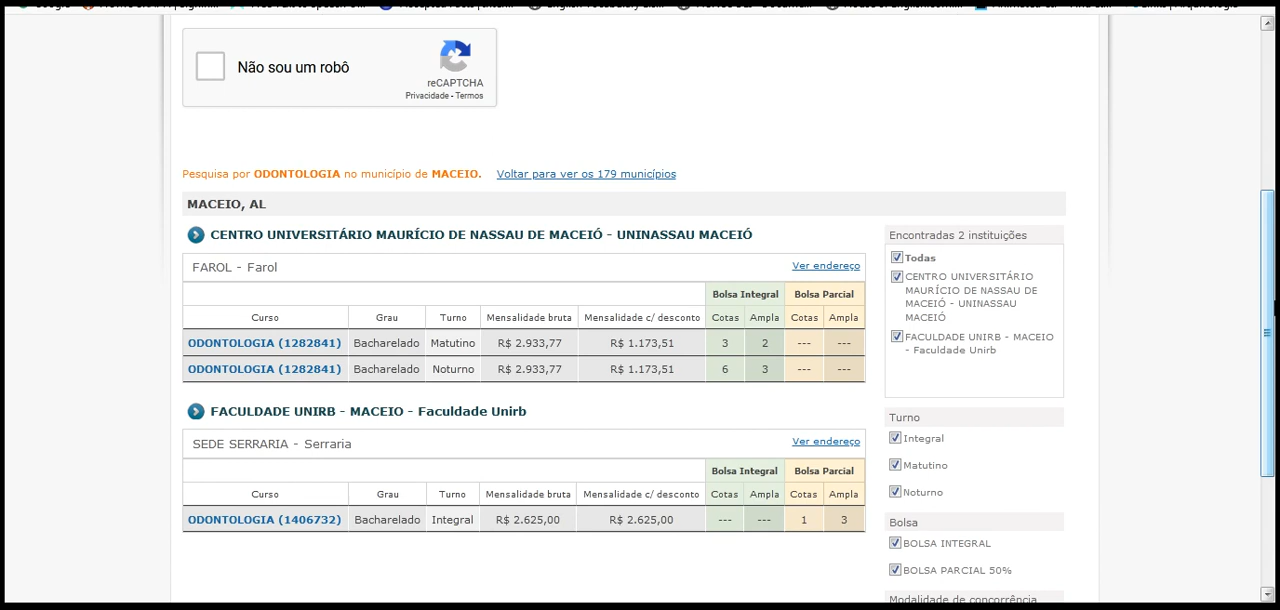 Não sou um robô
reCAPTCHA
Privacidade - Termos
Pesquisa por ODONTOLOGIA no município de MACEIO. Voltar para ver os 179 municípios
MACEIO, AL
CENTRO UNIVERSITÁRIO MAURÍCIO DE NASSAU DE MACEIÓ - UNINASSAU MACEIÓ
FAROL - Farol Ver endereço
Bolsa Integral Bolsa Parcial
Curso Grau Turno Mensalidade bruta Mensalidade c/ desconto Cotas Ampla Cotas Ampla
ODONTOLOGIA (1282841) Bacharelado Matutino R$ 2.933,77 R$ 1.173,51 3 2 --- ---
ODONTOLOGIA (1282841) Bacharelado Noturno R$ 2.933,77 R$ 1.173,51 6 3 --- ---
FACULDADE UNIRB - MACEIO - Faculdade Unirb
SEDE SERRARIA - Serraria Ver endereço
Bolsa Integral Bolsa Parcial
Curso Grau Turno Mensalidade bruta Mensalidade c/ desconto Cotas Ampla Cotas Ampla
ODONTOLOGIA (1406732) Bacharelado Integral R$ 2.625,00 R$ 2.625,00 --- --- 1 3
Encontradas 2 instituições
Todas
CENTRO UNIVERSITÁRIO
MAURÍCIO DE NASSAU DE
MACEIÓ - UNINASSAU
MACEIÓ
FACULDADE UNIRB - MACEIO
- Faculdade Unirb
Turno
Integral
Matutino
Noturno
Bolsa
BOLSA INTEGRAL
BOLSA PARCIAL 50%
Modalidade de concorrência